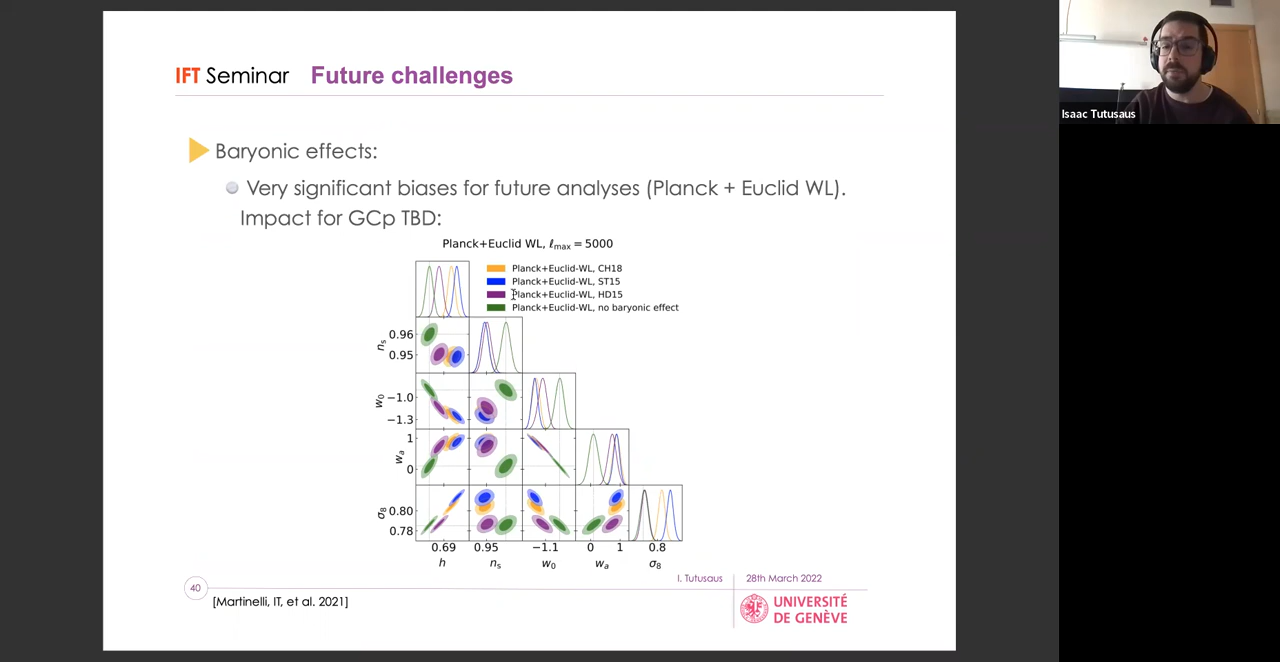 IFT Seminar Future challenges
Baryonic effects:
Very significant biases for future analyses (Planck + Euclid WL).
Impact for GCp TBD:
Planck+Euclid WL, ℓmax = 5000
Planck+Euclid-WL, CH18
Planck+Euclid-WL, ST15
Planck+Euclid-WL, HD15
Planck+Euclid-WL, no baryonic effect
ns
0.96
0.95
w0
−1.0
−1.3
wa
1
0
σ8
0.80
0.78
0.69 0.95 −1.1 0 1 0.8
h ns w0 wa σ8
I. Tutusaus 28th March 2022
40
[Martinelli, IT, et al. 2021]
UNIVERSITÉ
DE GENÈVE
Isaac Tutusaus